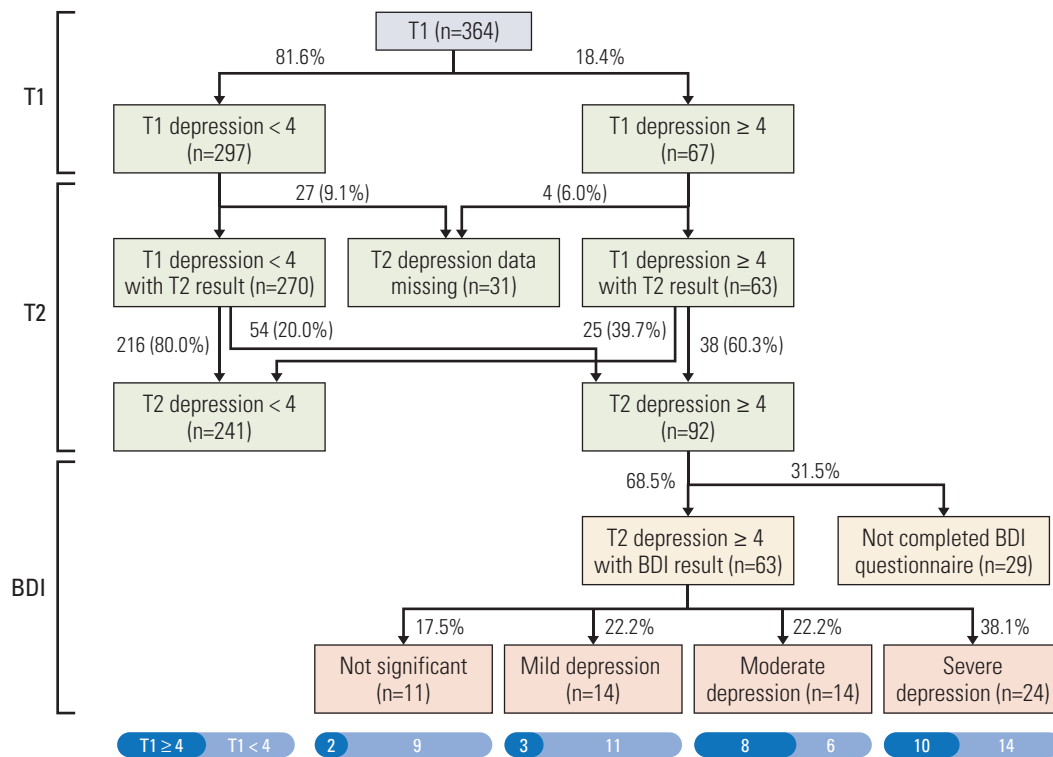 T1 (n=364)
81.6%
18.4%
T1
T1 depression < 4
(n=297)
T1 depression ≥ 4
(n=67)
27 (9.1%)
4 (6.0%)
T1 depression < 4
with T2 result (n=270)
T2 depression data
missing (n=31)
T1 depression ≥ 4
with T2 result (n=63)
T2
216 (80.0%)
54 (20.0%)
25 (39.7%)
38 (60.3%)
T2 depression < 4
(n=241)
T2 depression ≥ 4
(n=92)
68.5%
31.5%
T2 depression ≥ 4
with BDI result (n=63)
Not completed BDI
questionnaire (n=29)
BDI
17.5%
22.2%
22.2%
38.1%
Not significant
(n=11)
Mild depression
(n=14)
Moderate
depression (n=14)
Severe
depression (n=24)
T1 ≥ 4
T1 < 4
2
9
3
11
8
6
10
14